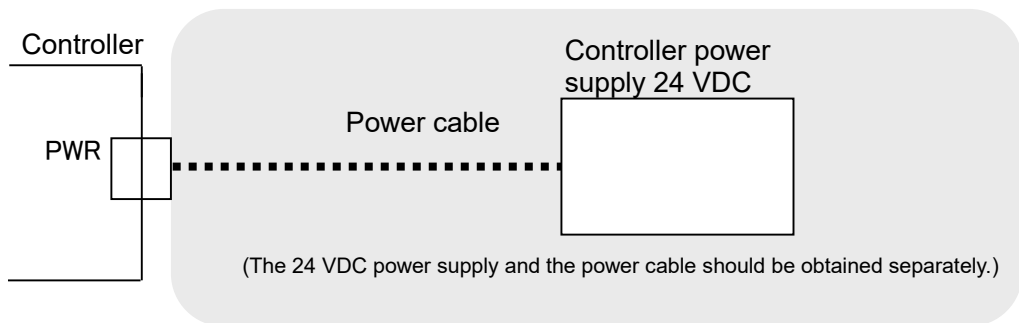 Controller
Controller power
supply 24 VDC
Power cable
PWR
(The 24 VDC power supply and the power cable should be obtained separately.)